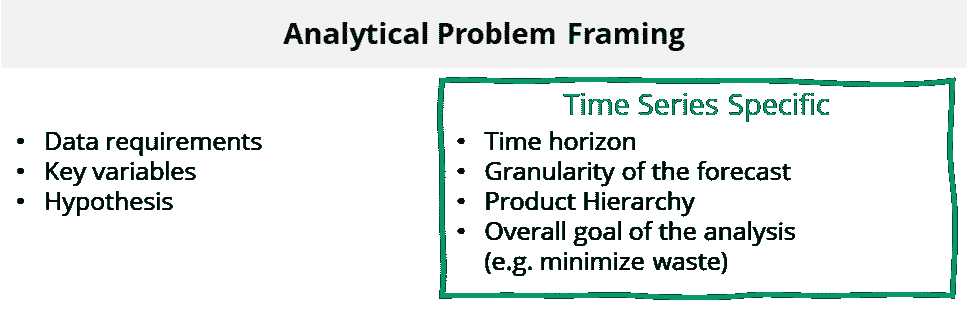 Analytical Problem Framing
• Data requirements
• Key variables
• Hypothesis
Time Series Specific
• Time horizon
• Granularity of the forecast
• Product Hierarchy
• Overall goal of the analysis
(e.g. minimize waste)